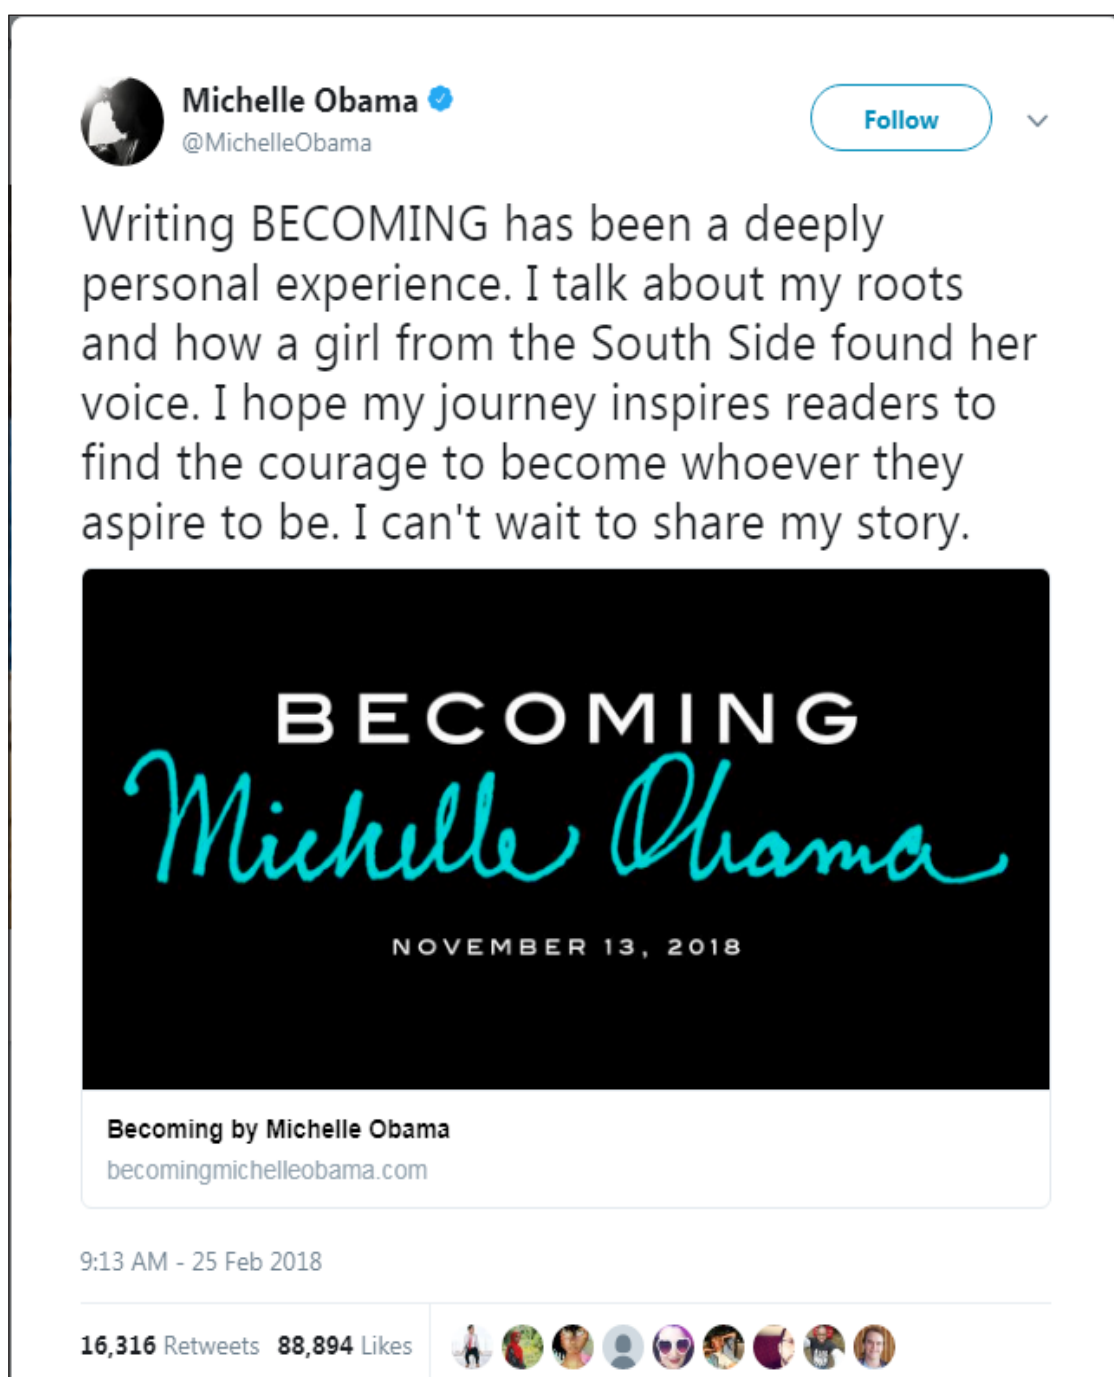 Michelle Obama
@MichelleObama
Follow
Writing BECOMING has been a deeply
personal experience. I talk about my roots
and how a girl from the South Side found her
voice. I hope my journey inspires readers to
find the courage to become whoever they
aspire to be. I can't wait to share my story.
BECOMING
Michelle Obama
NOVEMBER 13, 2018
Becoming by Michelle Obama
becomingmichelleobama.com
9:13 AM - 25 Feb 2018
16,316 Retweets 88,894 Likes